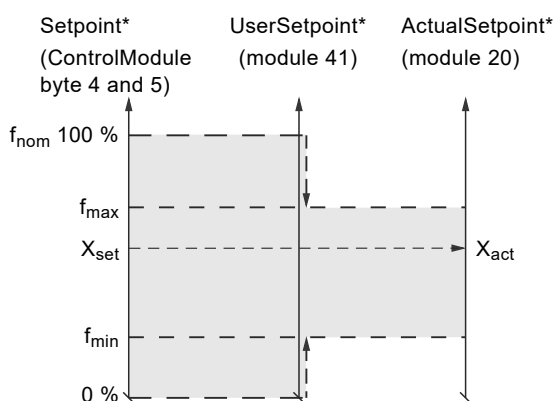 Setpoint* UserSetpoint* ActualSetpoint*
(ControlModule (module 41) (module 20)
byte 4 and 5)
fnom 100 %
fmax
Xset Xact
fmin
0 %